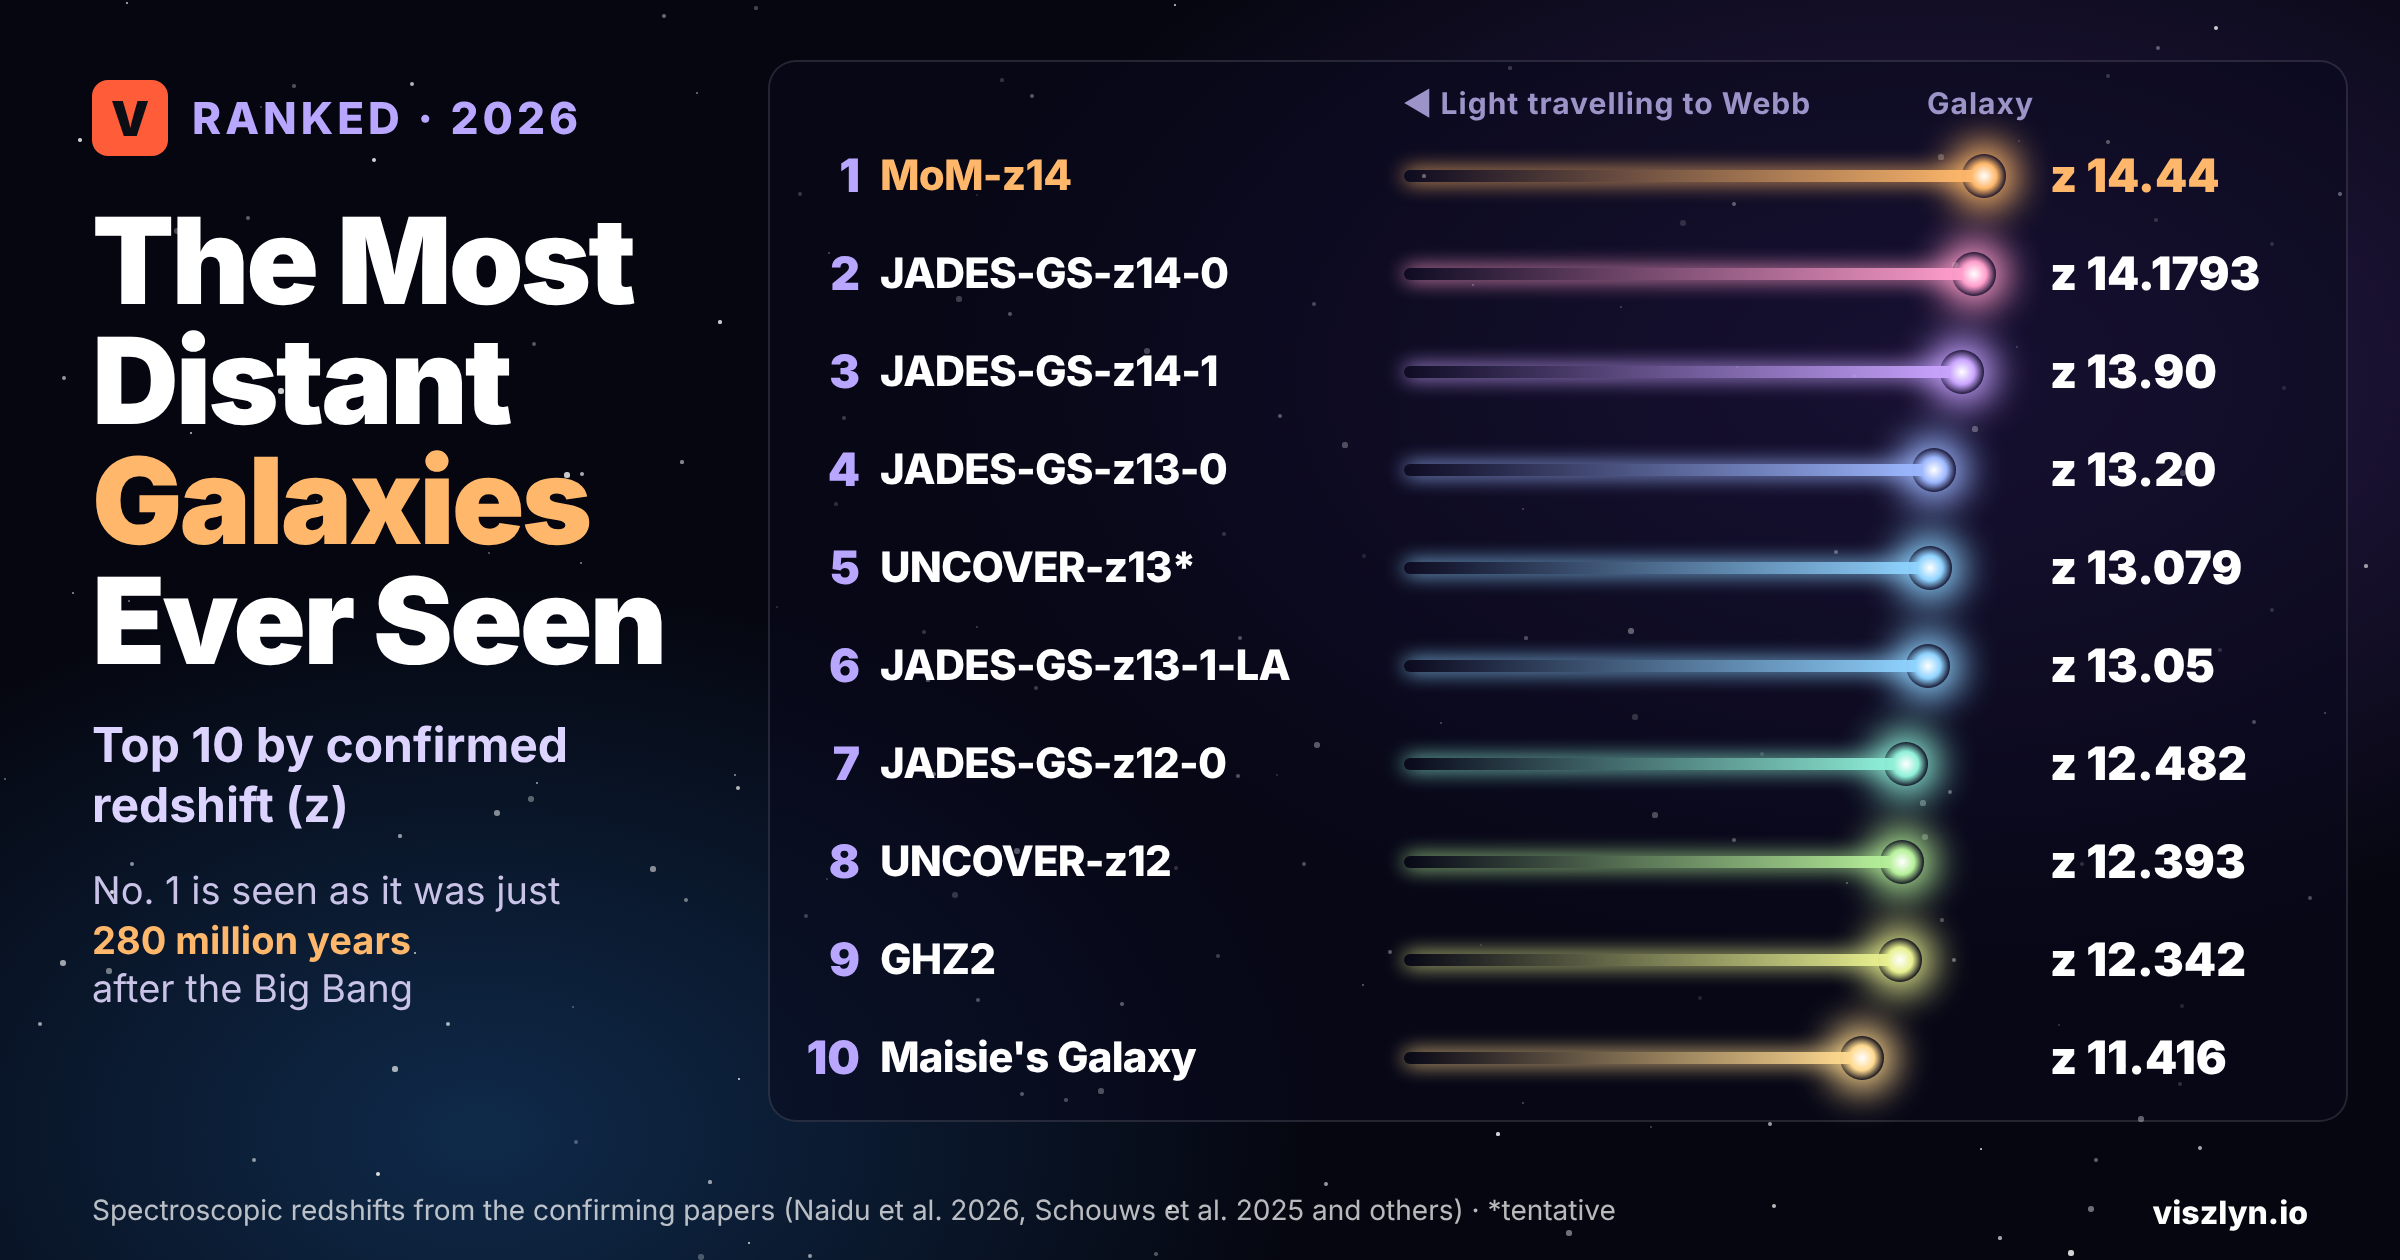 V RANKED · 2026
The Most
Distant
Galaxies
Ever Seen
Top 10 by confirmed
redshift (z)
No. 1 is seen as it was just
280 million years
after the Big Bang
◀ Light travelling to Webb Galaxy
1 MoM-z14 z 14.44
2 JADES-GS-z14-0 z 14.1793
3 JADES-GS-z14-1 z 13.90
4 JADES-GS-z13-0 z 13.20
5 UNCOVER-z13* z 13.079
6 JADES-GS-z13-1-LA z 13.05
7 JADES-GS-z12-0 z 12.482
8 UNCOVER-z12 z 12.393
9 GHZ2 z 12.342
10 Maisie's Galaxy z 11.416
Spectroscopic redshifts from the confirming papers (Naidu et al. 2026, Schouws et al. 2025 and others) · *tentative
viszlyn.io